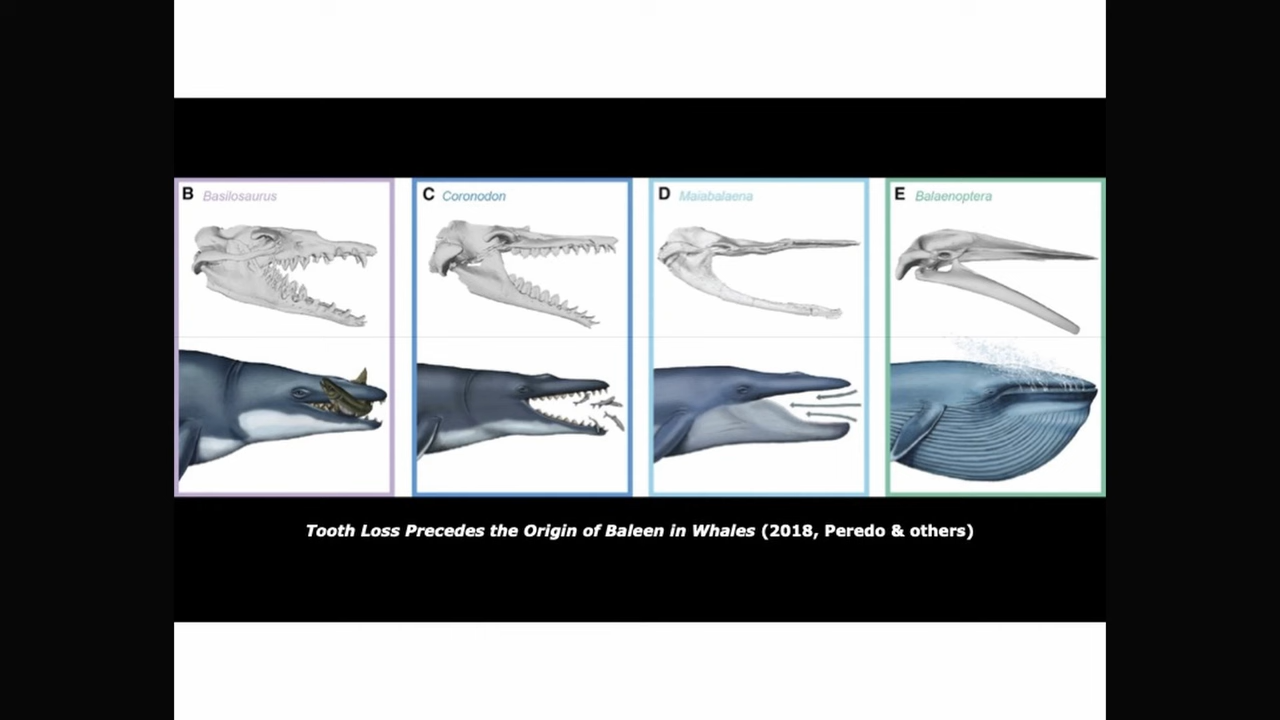 B Basilosaurus
C Coronodon
D Maiabalaena
E Balaenoptera
Tooth Loss Precedes the Origin of Baleen in Whales (2018, Peredo & others)